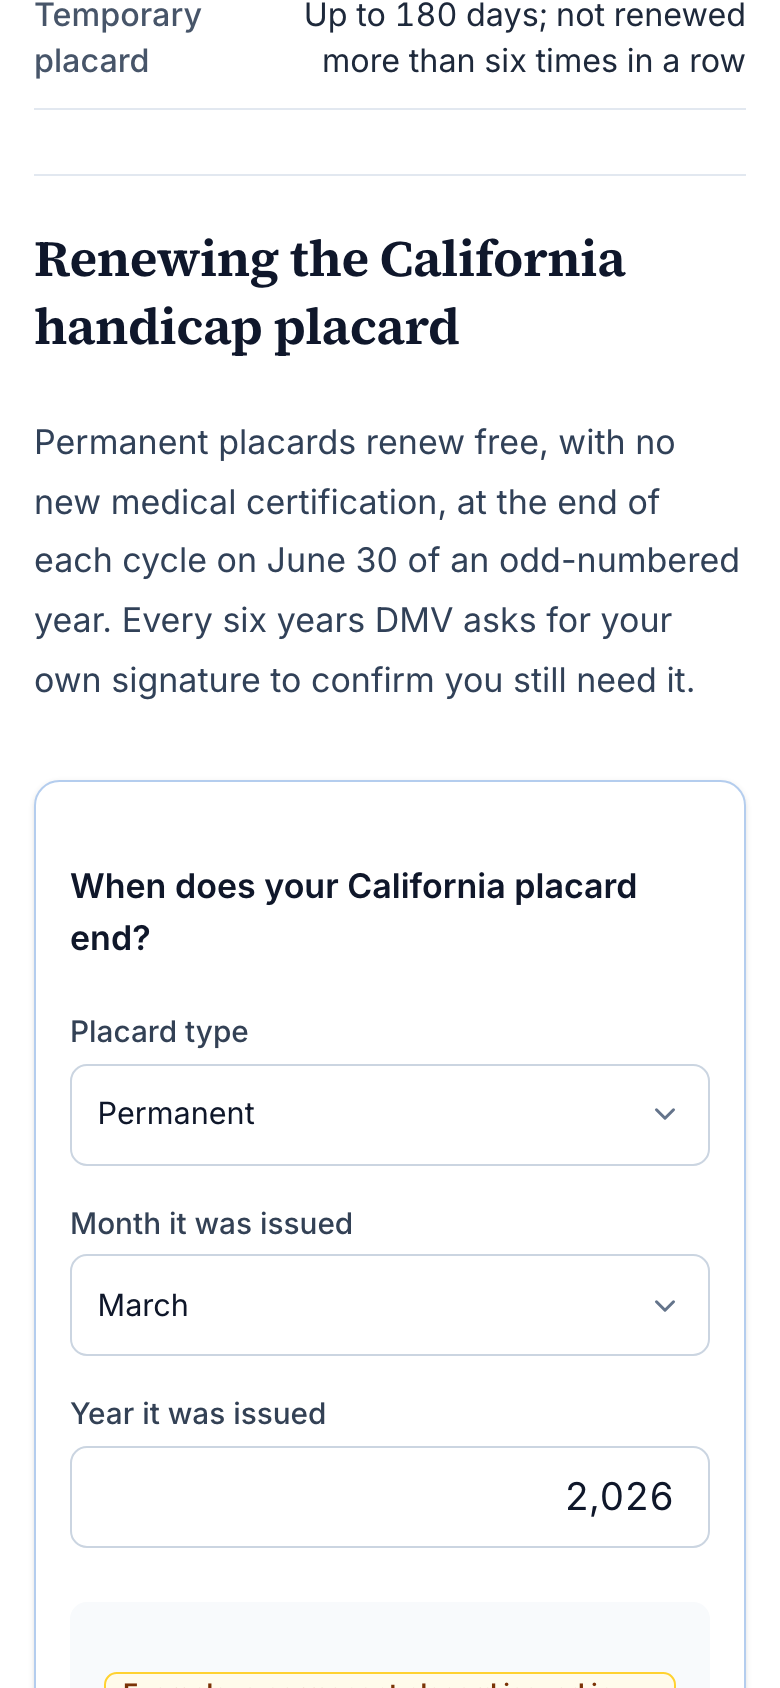 Temporary placard
Up to 180 days; not renewed more than six times in a row
Renewing the California
handicap placard
Permanent placards renew free, with no
new medical certification, at the end of
each cycle on June 30 of an odd-numbered
year. Every six years DMV asks for your
own signature to confirm you still need it.
When does your California placard
end?
Placard type
Permanent
Month it was issued
March
Year it was issued
2,026